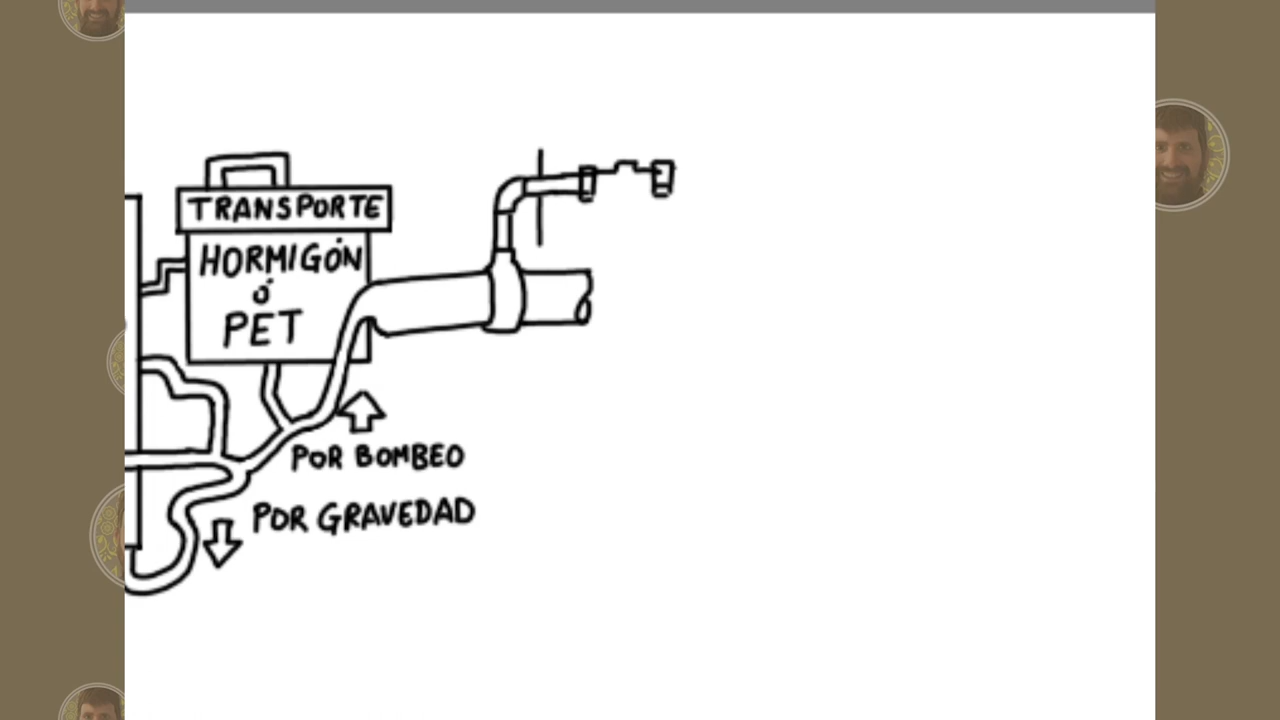 TRANSPORTE
HORMIGÓN
ó
PET
POR BOMBEO
POR GRAVEDAD